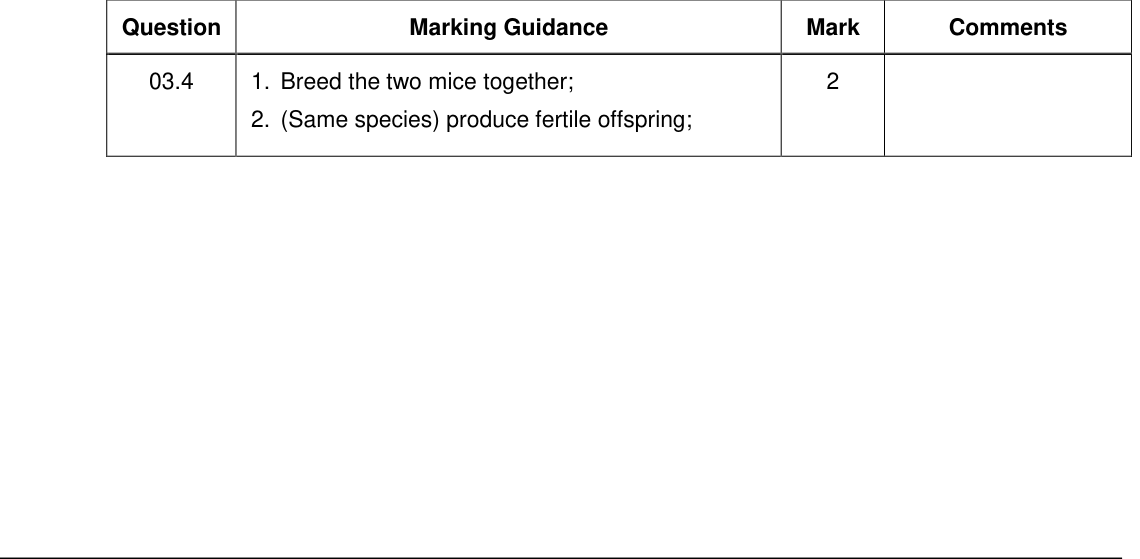 Question Marking Guidance Mark Comments
03.4 1. Breed the two mice together; 2
2. (Same species) produce fertile offspring;